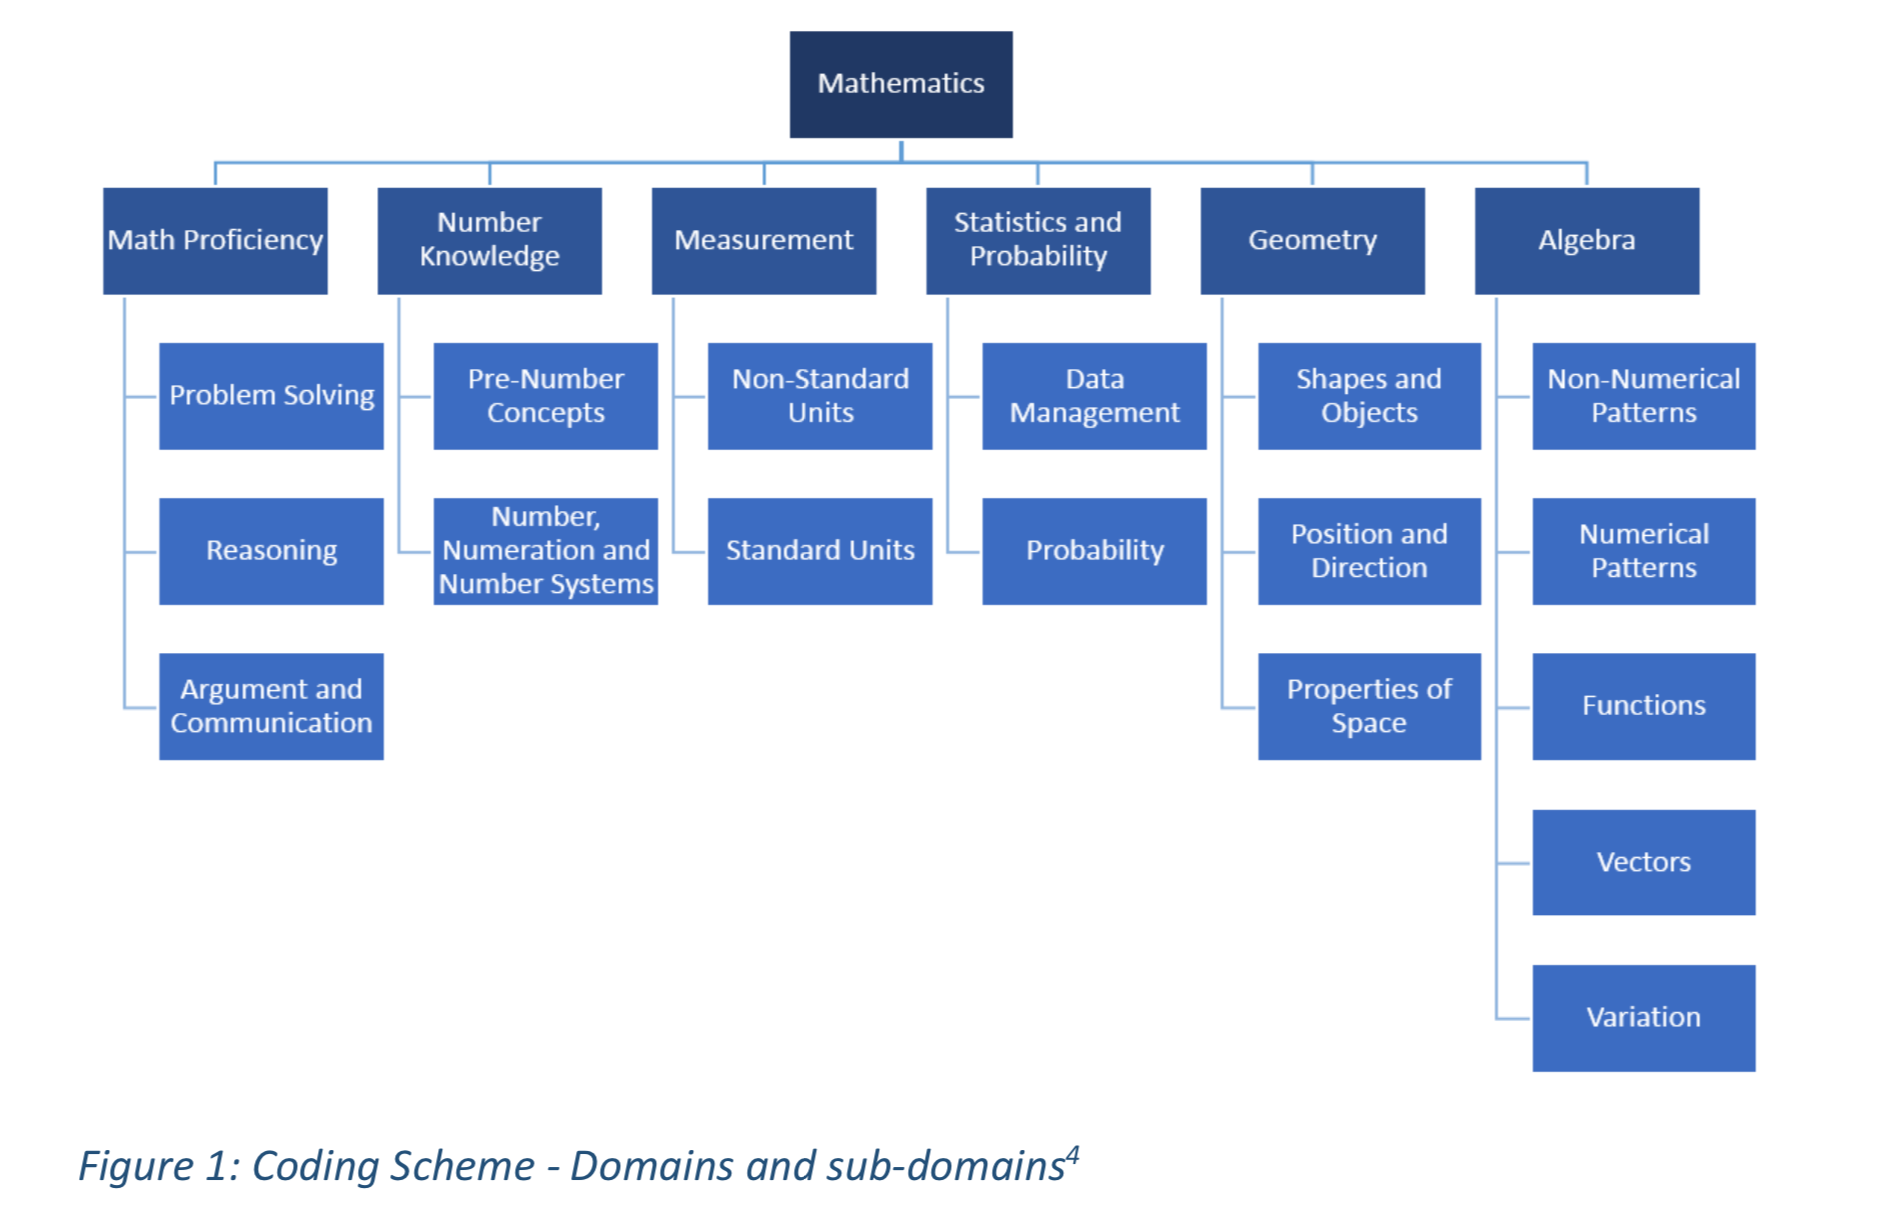 Mathematics
Math Proficiency
Number
Knowledge
Measurement
Statistics and
Probability
Geometry
Algebra
Problem Solving
Reasoning
Argument and
Communication
Pre-Number
Concepts
Number,
Numeration and
Number Systems
Non-Standard
Units
Standard Units
Data
Management
Probability
Shapes and
Objects
Position and
Direction
Properties of
Space
Non-Numerical
Patterns
Numerical
Patterns
Functions
Vectors
Variation
Figure 1: Coding Scheme - Domains and sub-domains⁴